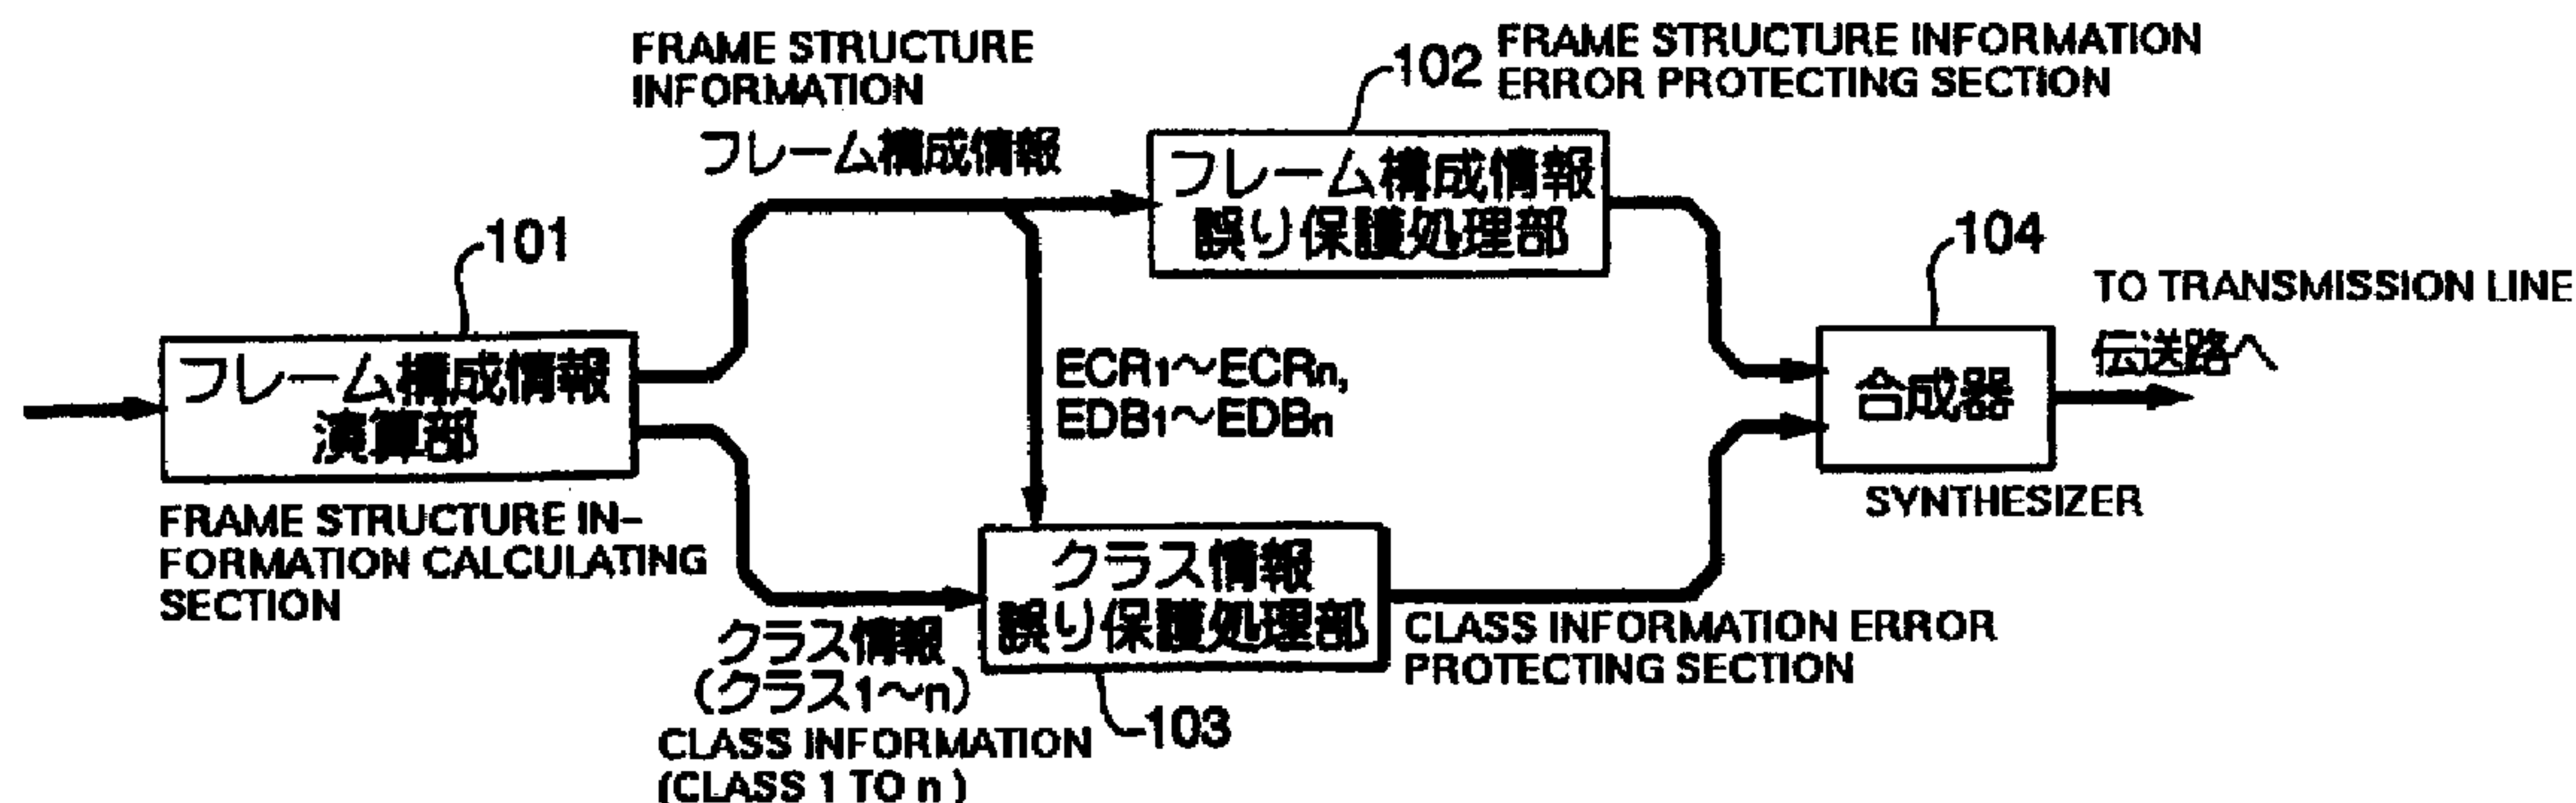 FRAME STRUCTURE
INFORMATION
フレーム構成情報
102
FRAME STRUCTURE INFORMATION
ERROR PROTECTING SECTION
フレーム構成情報
誤り保護処理部
101
フレーム構成情報
演算部
FRAME STRUCTURE IN-
FORMATION CALCULATING
SECTION
ECR1～ECRn,
EDB1～EDBn
104
合成器
SYNTHESIZER
TO TRANSMISSION LINE
伝送路へ
クラス情報
(クラス1～n)
CLASS INFORMATION
(CLASS 1 TO n)
クラス情報
誤り保護処理部
103
CLASS INFORMATION ERROR
PROTECTING SECTION